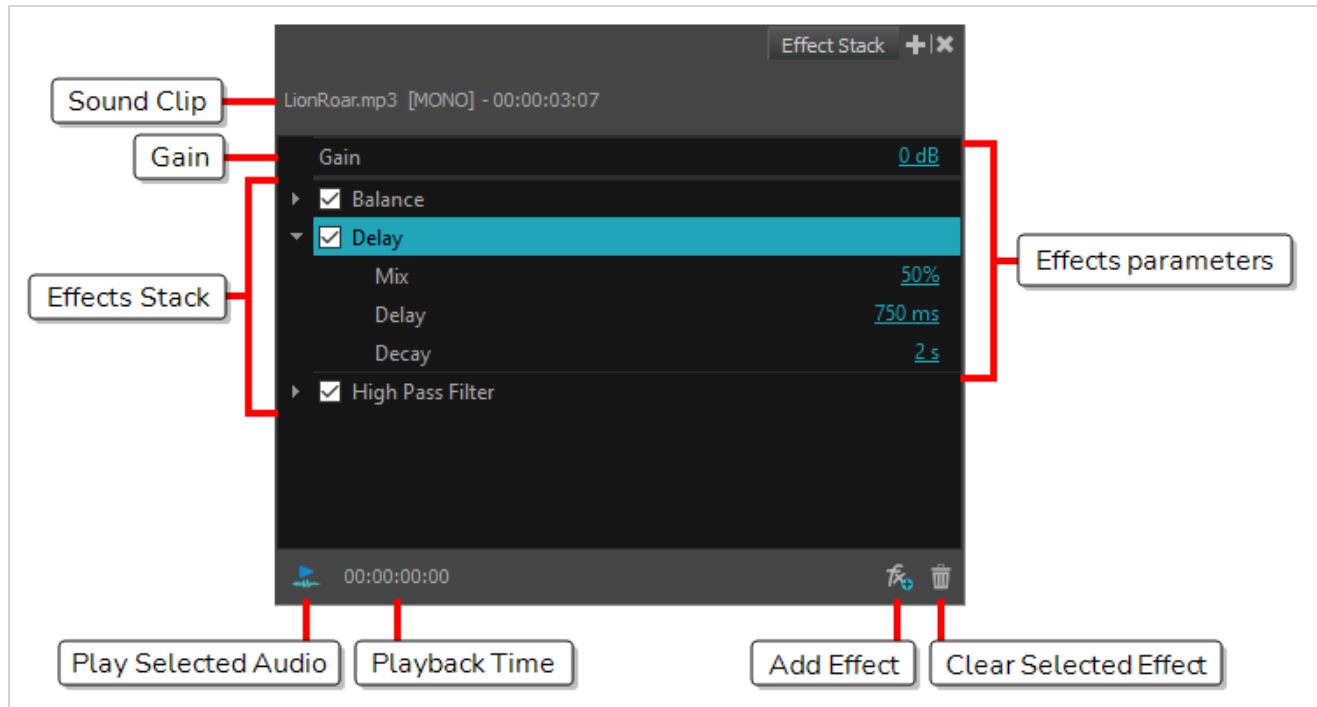 Effect Stack
Sound Clip
LionRoar.mp3 [MONO] - 00:00:03:07
Gain
Gain 0 dB
Balance
Delay
Effects parameters
Mix 50%
Effects Stack
Delay 750 ms
Decay 2 s
High Pass Filter
00:00:00:00
Play Selected Audio
Playback Time
Add Effect
Clear Selected Effect